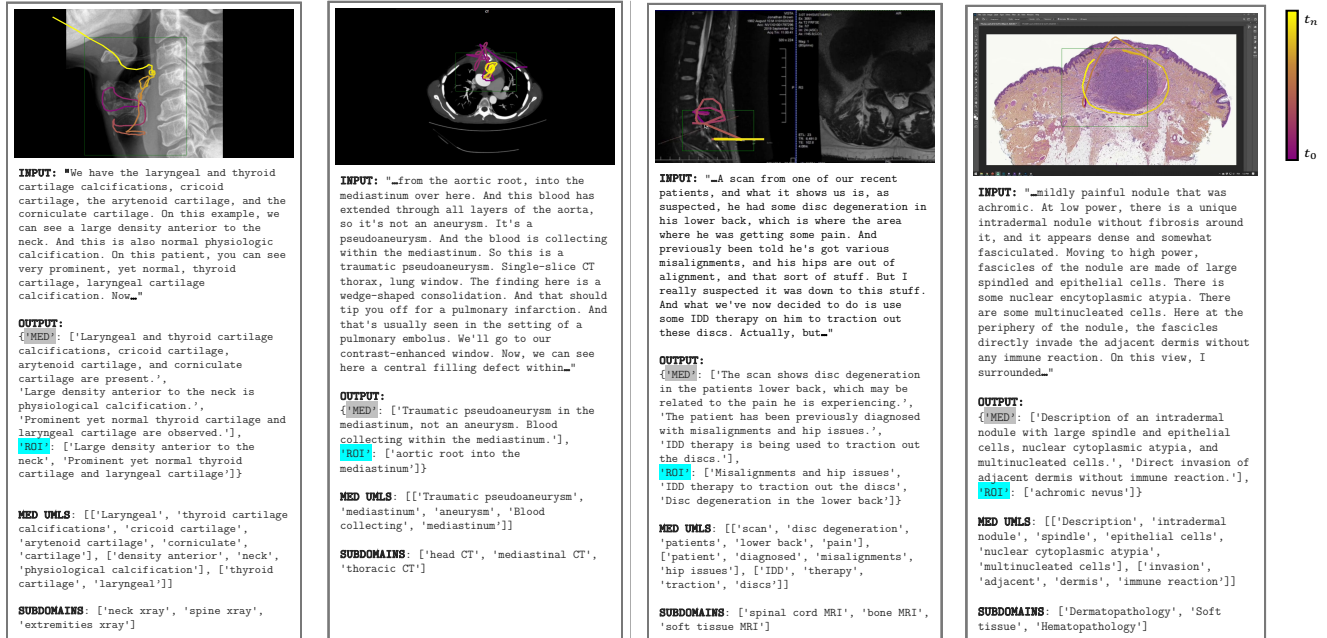 INPUT: "…We have the laryngeal and thyroid
cartilage calcifications, cricoid
cartilage, the arytenoid cartilage, and the
corniculate cartilage. On this example, we
can see a large density anterior to the
neck. And this is also normal physiologic
calcification. On this patient, you can see
very prominent, yet normal, thyroid
cartilage, laryngeal cartilage
calcification. Now…"
OUTPUT:
{'MED': ['Laryngeal and thyroid cartilage
calcifications, cricoid cartilage,
arytenoid cartilage, and corniculate
cartilage are present.',
'Large density anterior to the neck is
physiological calcification.',
'Prominent yet normal thyroid cartilage and
laryngeal cartilage are observed.'],
'ROI': ['Large density anterior to the
neck', 'Prominent yet normal thyroid
cartilage and laryngeal cartilage']}
MED UMLS: [['Laryngeal', 'thyroid cartilage
calcifications', 'cricoid cartilage',
'arytenoid cartilage', 'corniculate',
'cartilage'], ['density anterior', 'neck',
'physiological calcification'], ['thyroid
cartilage', 'laryngeal']]
SUBDOMAINS: ['neck xray', 'spine xray',
'extremities xray']
INPUT: "…from the aortic root, into the
mediastinum over here. And this blood has
extended through all layers of the aorta,
so it's not an aneurysm. It's a
pseudoaneurysm. And the blood is collecting
within the mediastinum. So this is a
traumatic pseudoaneurysm. Single-slice CT
thorax, lung window. The finding here is a
wedge-shaped consolidation. And that should
tip you off for a pulmonary infarction. And
that's usually seen in the setting of a
pulmonary embolus. We'll go to our
contrast-enhanced window. Now, we can see
here a central filling defect within…"
OUTPUT:
{'MED': ['Traumatic pseudoaneurysm in the
mediastinum, not an aneurysm. Blood
collecting within the mediastinum.'],
'ROI': ['aortic root into the
mediastinum']}
MED UMLS: [['Traumatic pseudoaneurysm',
'mediastinum', 'aneurysm', 'Blood
collecting', 'mediastinum']]
SUBDOMAINS: ['head CT', 'mediastinal CT',
'thoracic CT']
INPUT: "…A scan from one of our recent
patients, and what it shows us is, as
suspected, he had some disc degeneration in
his lower back, which is where the area
where he was getting some pain. And
previously been told he's got various
misalignments, and his hips are out of
alignment, and that sort of stuff. But I
really suspected it was down to this stuff.
And what we've now decided to do is use
some IDD therapy on him to traction out
these discs. Actually, but…"
OUTPUT:
{'MED': ['The scan shows disc degeneration
in the patients lower back, which may be
related to the pain he is experiencing.',
'The patient has been previously diagnosed
with misalignments and hip issues.',
'IDD therapy is being used to traction out
the discs.'],
'ROI': ['Misalignments and hip issues',
'IDD therapy to traction out the discs',
'Disc degeneration in the lower back']}
MED UMLS: [['scan', 'disc degeneration',
'patients', 'lower back', 'pain'],
['patient', 'diagnosed', 'misalignments',
'hip issues'], ['IDD', 'therapy',
'traction', 'discs']]
SUBDOMAINS: ['spinal cord MRI', 'bone MRI',
'soft tissue MRI']
INPUT: "…mildly painful nodule that was
achromic. At low power, there is a unique
intradermal nodule without fibrosis around
it, and it appears dense and somewhat
fasciculated. Moving to high power,
fascicles of the nodule are made of large
spindled and epithelial cells. There is
some nuclear encytoplasmic atypia. There
are some multinucleated cells. Here at the
periphery of the nodule, the fascicles
directly invade the adjacent dermis without
any immune reaction. On this view, I
surrounded…"
OUTPUT:
{'MED': ['Description of an intradermal
nodule with large spindle and epithelial
cells, nuclear cytoplasmic atypia, and
multinucleated cells.', 'Direct invasion of
adjacent dermis without immune reaction.'],
'ROI': ['achromic nevus']}
MED UMLS: [['Description', 'intradermal
nodule', 'spindle', 'epithelial cells',
'nuclear cytoplasmic atypia',
'multinucleated cells'], ['invasion',
'adjacent', 'dermis', 'immune reaction']]
SUBDOMAINS: ['Dermatopathology', 'Soft
tissue', 'Hematopathology']
tn
t0